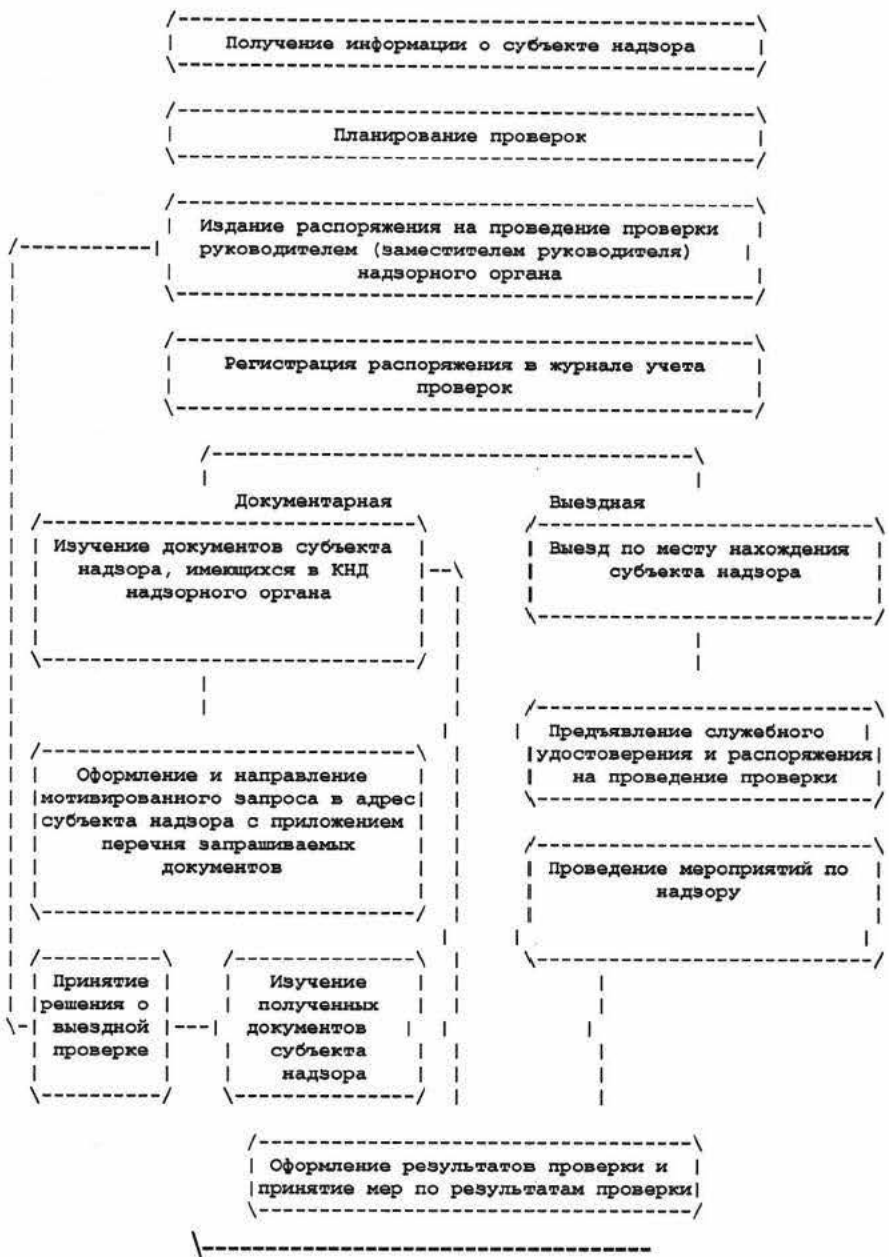 Получение информации о субъекте надзора
Планирование проверок
Издание распоряжения на проведение проверки
руководителем (заместителем руководителя)
надзорного органа
Регистрация распоряжения в журнале учета
проверок
Документарная
Выездная
Изучение документов субъекта
надзора, имеющихся в КНД
надзорного органа
Выезд по месту нахождения
субъекта надзора
Оформление и направление
мотивированного запроса в адрес
субъекта надзора с приложением
перечня запрашиваемых
документов
Предъявление служебного
удостоверения и распоряжения
на проведение проверки
Проведение мероприятий по
надзору
Принятие
решения о
выездной
проверке
Изучение
полученных
документов
субъекта
надзора
Оформление результатов проверки и
принятие мер по результатам проверки